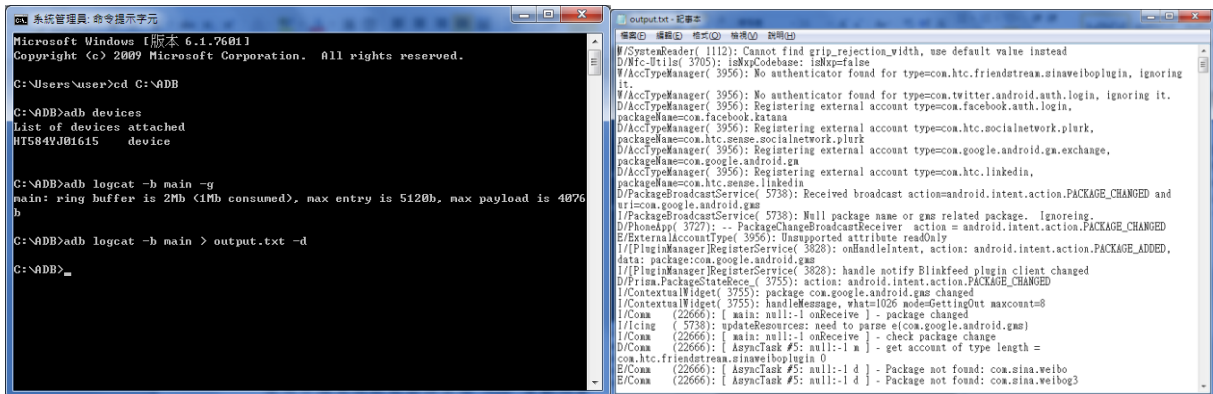 系統管理員: 命令提示字元
Microsoft Windows [版本 6.1.7601]
Copyright (c) 2009 Microsoft Corporation.  All rights reserved.
C:\Users\user>cd C:\ADB
C:\ADB>adb devices
List of devices attached
HT584YJ01615    device
C:\ADB>adb logcat -b main -g
main: ring buffer is 2Mb (1Mb consumed), max entry is 5120b, max payload is 4076
b
C:\ADB>adb logcat -b main > output.txt -d
C:\ADB>_
output.txt - 記事本
檔案(F) 編輯(E) 格式(O) 檢視(V) 說明(H)
W/SystemReader( 1112): Cannot find grip_rejection_width, use default value instead
D/Nfc-Utils( 3705): isNxpCodebase: isNxp=false
W/AccTypeManager( 3956): No authenticator found for type=com.htc.friendstream.sinaweiboplugin, ignoring
it.
W/AccTypeManager( 3956): No authenticator found for type=com.twitter.android.auth.login, ignoring it.
D/AccTypeManager( 3956): Registering external account type=com.facebook.auth.login,
packageName=com.facebook.katana
D/AccTypeManager( 3956): Registering external account type=com.htc.socialnetwork.plurk,
packageName=com.htc.sense.socialnetwork.plurk
D/AccTypeManager( 3956): Registering external account type=com.google.android.gm.exchange,
packageName=com.google.android.gm
D/AccTypeManager( 3956): Registering external account type=com.htc.linkedin,
packageName=com.htc.sense.linkedin
D/PackageBroadcastService( 5738): Received broadcast action=android.intent.action.PACKAGE_CHANGED and
uri=com.google.android.gms
I/PackageBroadcastService( 5738): Null package name or gms related package.  Ignoreing.
D/PhoneApp( 3727): -- PackageChangeBroadcastReceiver  action = android.intent.action.PACKAGE_CHANGED
E/ExternalAccountType( 3956): Unsupported attribute readOnly
I/[PluginManager]RegisterService( 3828): onHandleIntent, action: android.intent.action.PACKAGE_ADDED,
data: package:com.google.android.gms
I/[PluginManager]RegisterService( 3828): handle notify Blinkfeed plugin client changed
D/Prism.PackageStateRece_( 3755): action: android.intent.action.PACKAGE_CHANGED
I/ContextualWidget( 3755): package com.google.android.gms changed
I/ContextualWidget( 3755): handleMessage, what=1026 mode=GettingOut maxcount=8
I/Comm    (22666): [ main: null:-1 onReceive ] - package changed
I/Icing   ( 5738): updateResources: need to parse e{com.google.android.gms}
I/Comm    (22666): [ main: null:-1 onReceive ] - check package change
D/Comm    (22666): [ AsyncTask #5: null:-1 m ] - get account of type length =
com.htc.friendstream.sinaweiboplugin 0
E/Comm    (22666): [ AsyncTask #5: null:-1 d ] - Package not found: com.sina.weibo
E/Comm    (22666): [ AsyncTask #5: null:-1 d ] - Package not found: com.sina.weibog3